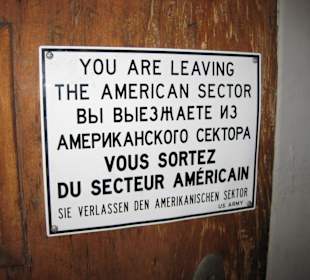 YOU ARE LEAVING
THE AMERICAN SECTOR
ВЫ ВЫЕЗЖАЕТЕ ИЗ
АМЕРИКАНСКОГО СЕКТОРА
VOUS SORTEZ
DU SECTEUR AMÉRICAIN
SIE VERLASSEN DEN AMERIKANISCHEN SEKTOR
US ARMY